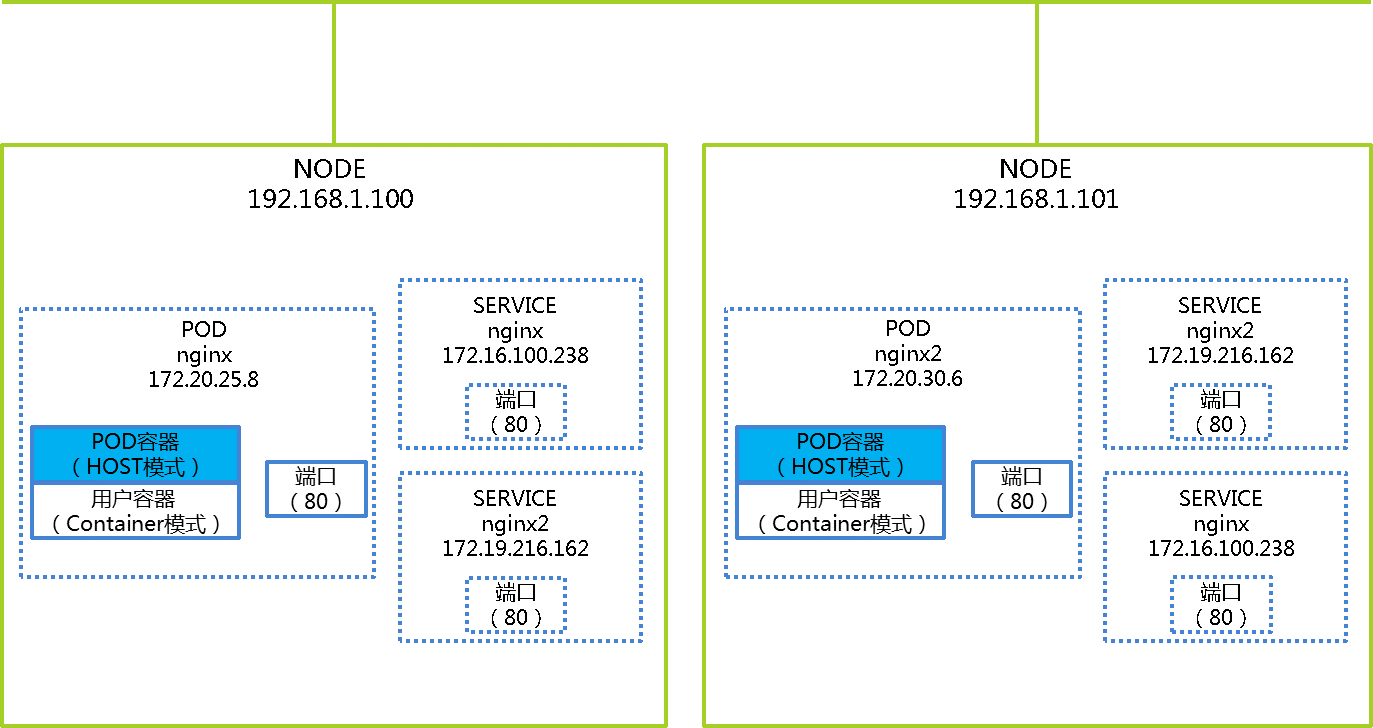 NODE
192.168.1.100
POD
nginx
172.20.25.8
POD容器
（HOST模式）
用户容器
（Container模式）
端口
（80）
SERVICE
nginx
172.16.100.238
端口
（80）
SERVICE
nginx2
172.19.216.162
端口
（80）
NODE
192.168.1.101
POD
nginx2
172.20.30.6
POD容器
（HOST模式）
用户容器
（Container模式）
端口
（80）
SERVICE
nginx2
172.19.216.162
端口
（80）
SERVICE
nginx
172.16.100.238
端口
（80）